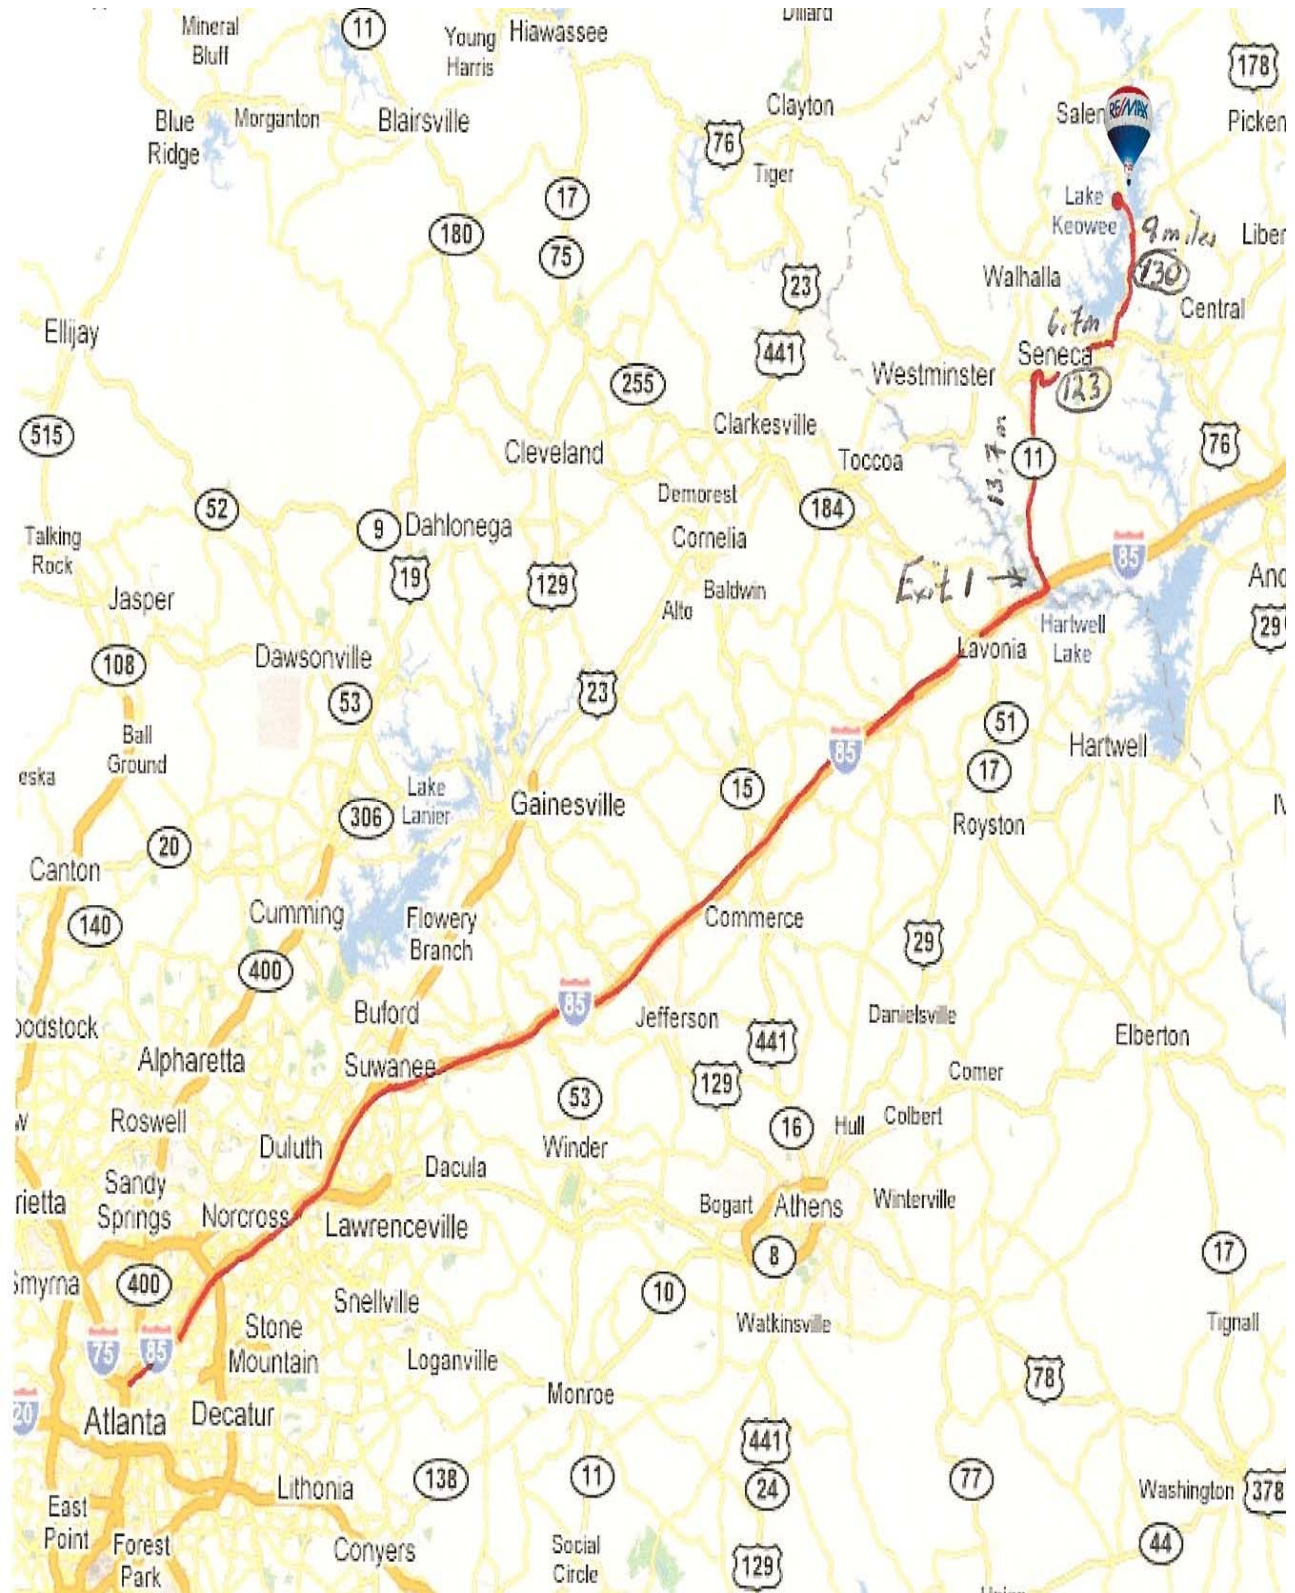 Dillard
Mineral
Bluff
11
Young
Harris
Hiawassee
178
Blue
Ridge
Morganton
Blairsville
76
Clayton
Salem
RE/MAX
Picken
Tiger
17
Lake
Keowee
9 miles
Liber
180
75
Walhalla
130
23
Central
Ellijay
6.7m
441
Seneca
255
Westminster
123
515
Clarkesville
Cleveland
Toccoa
13.7m
11
76
52
9
Dahlonega
Demorest
184
Talking
Rock
Cornelia
85
19
129
Exit 1
Baldwin
Alto
And
Jasper
Hartwell
Lake
29
108
Dawsonville
Lavonia
53
23
51
Ball
Ground
85
Hartwell
eska
17
Lake
Lanier
15
306
Gainesville
Royston
20
Canton
Cumming
Flowery
Branch
Commerce
140
29
400
85
Buford
Jefferson
Danielsville
oodstock
441
Elberton
Alpharetta
Suwanee
129
Comer
53
Roswell
16
Hull
Colbert
w
Duluth
Winder
Dacula
Sandy
Springs
rietta
Norcross
Lawrenceville
Bogart
Athens
Winterville
8
17
Smyrna
400
10
Snellville
Watkinsville
Tignall
Stone
Mountain
75
85
Loganville
78
Monroe
20
Atlanta
Decatur
441
138
11
24
77
Lithonia
Washington
378
East
Point
Forest
Park
Conyers
Social
Circle
129
44